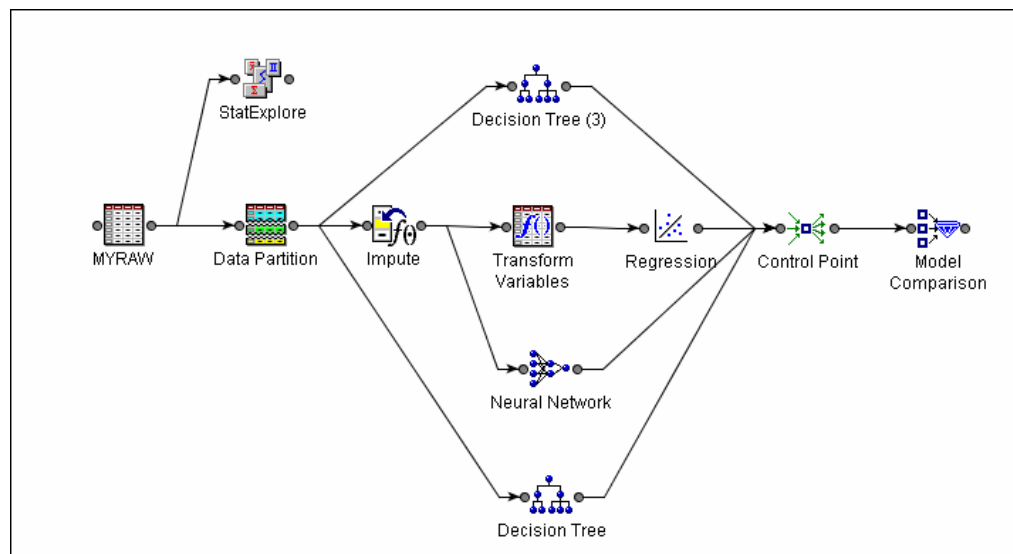 StatExplore
Decision Tree (3)
MYRAW
Data Partition
Impute
Transform
Variables
Regression
Control Point
Model
Comparison
Neural Network
Decision Tree